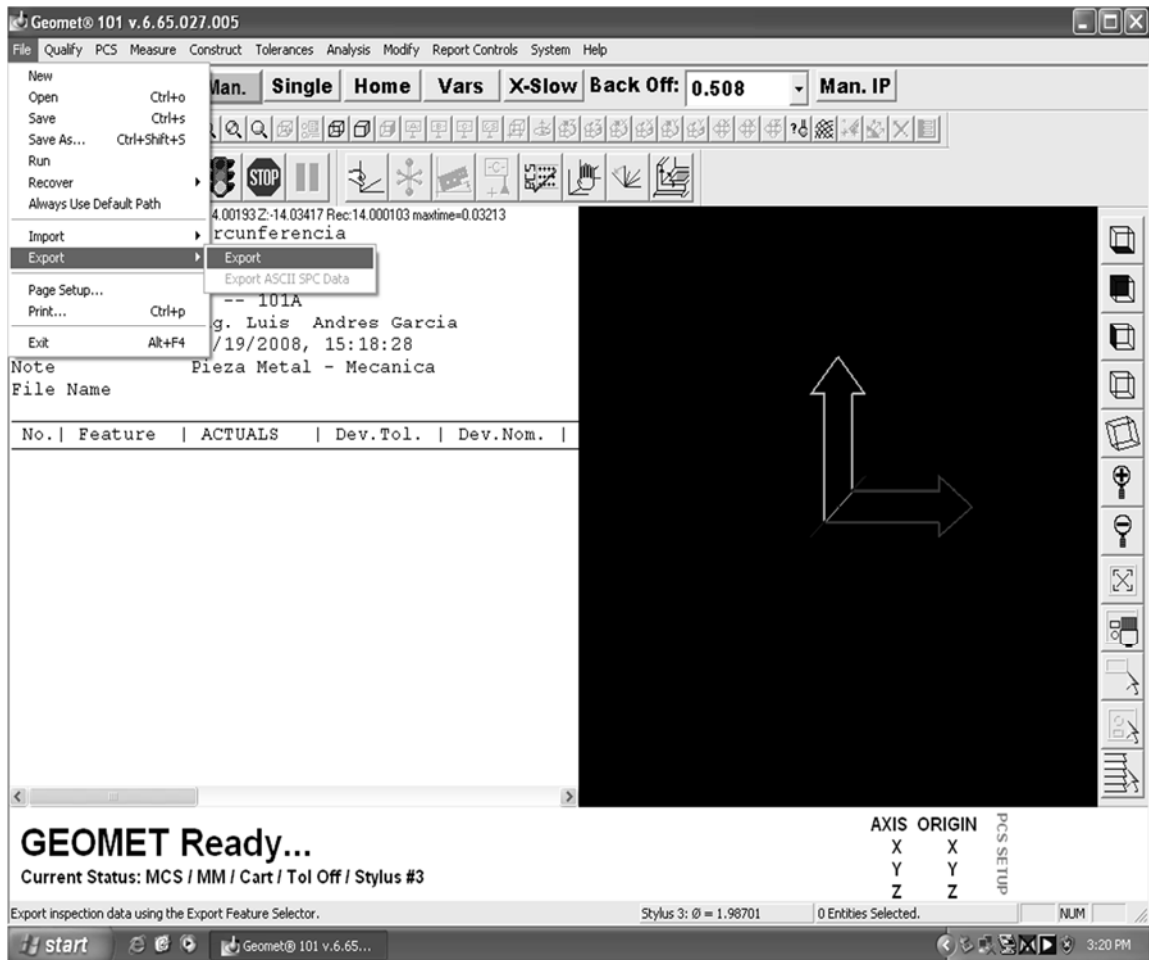 Geomet® 101 v.6.65.027.005
File Qualify PCS Measure Construct Tolerances Analysis Modify Report Controls System Help
New
Open Ctrl+o
Save Ctrl+s
Save As... Ctrl+Shift+S
Run
Recover
Always Use Default Path
Import
Export
Page Setup...
Print... Ctrl+p
Exit Alt+F4
Export
Export ASCII SPC Data
Man. Single Home Vars X-Slow Back Off: 0.508 Man. IP
STOP
4.00193 Z:-14.03417 Rec:14.000103 maxtime=0.03213
rcunferencia
-- 101A
g. Luis Andres Garcia
/19/2008, 15:18:28
Note Pieza Metal - Mecanica
File Name
No.| Feature | ACTUALS | Dev.Tol. | Dev.Nom. |
GEOMET Ready...
Current Status: MCS / MM / Cart / Tol Off / Stylus #3
AXIS ORIGIN
X X
Y Y
Z Z
PCS SETUP
Export inspection data using the Export Feature Selector.
Stylus 3: Ø = 1.98701
0 Entities Selected.
NUM
start
Geomet® 101 v.6.65...
3:20 PM